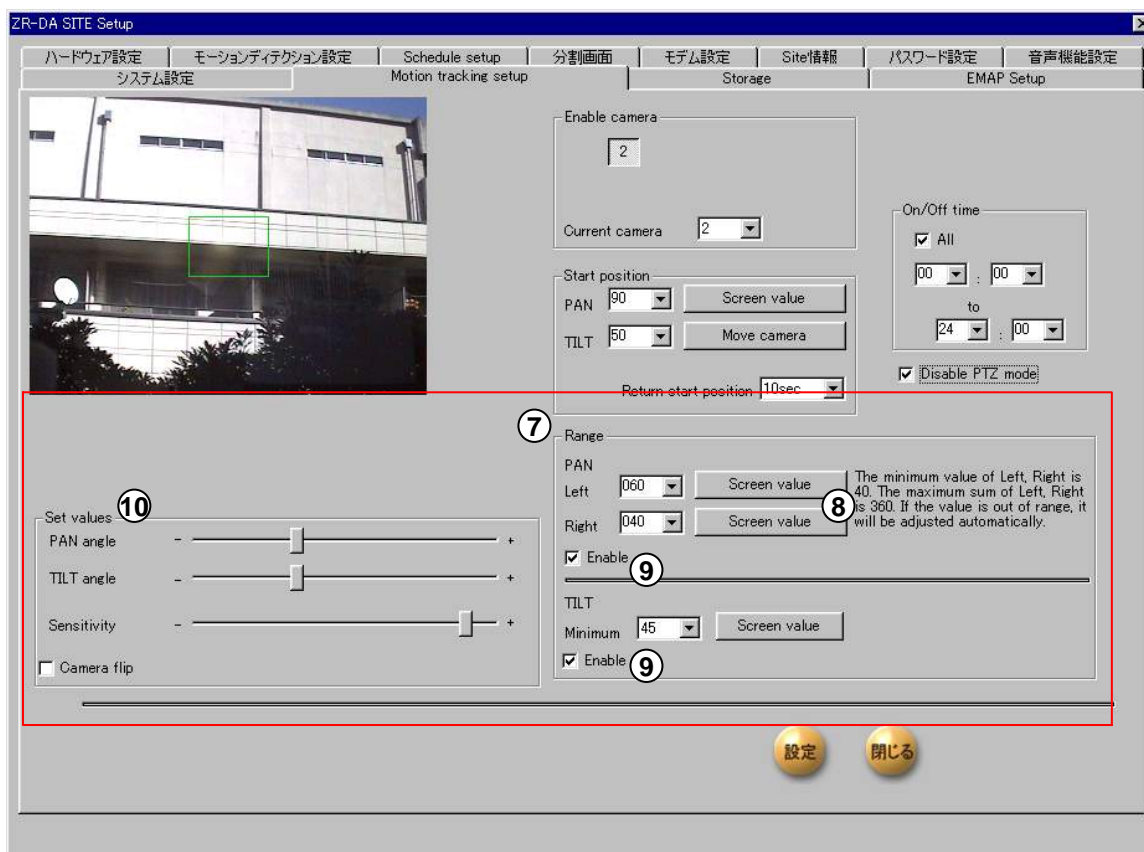 ZR-DA SITE Setup
ハードウェア設定 モーションディテクション設定 Schedule setup 分割画面 モデム設定 Site情報 パスワード設定 音声機能設定
システム設定 Motion tracking setup Storage EMAP Setup
Enable camera
2
Current camera 2
Start position
PAN 90 Screen value
TILT 50 Move camera
Return start position 10sec
On/Off time
All
00 : 00
to
24 : 00
Disable PTZ mode
⑦ Range
PAN
Left 060 Screen value
Right 040 Screen value
⑧
The minimum value of Left, Right is
40. The maximum sum of Left, Right
is 360. If the value is out of range, it
will be adjusted automatically.
Enable ⑨
TILT
Minimum 45 Screen value
Enable ⑨
⑩
Set values
PAN angle - +
TILT angle - +
Sensitivity - +
Camera flip
設定 閉じる